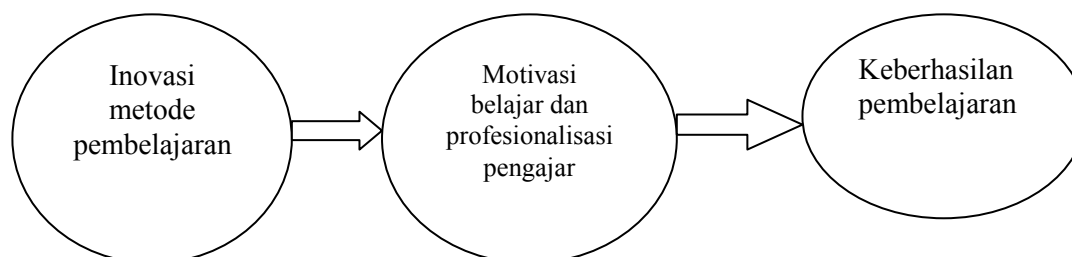 Inovasi
metode
pembelajaran
Motivasi
belajar dan
profesionalisasi
pengajar
Keberhasilan
pembelajaran